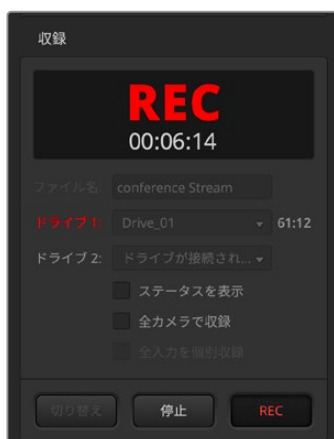 収録
REC
00:06:14
ファイル名: conference Stream
ドライブ 1: Drive_01 61:12
ドライブ 2: ドライブが接続され...
ステータスを表示
全カメラで収録
全入力を個別収録
切り替え 停止 REC